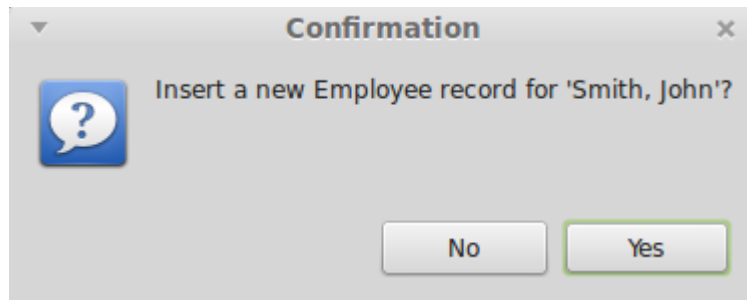 Confirmation
Insert a new Employee record for 'Smith, John'?
No
Yes